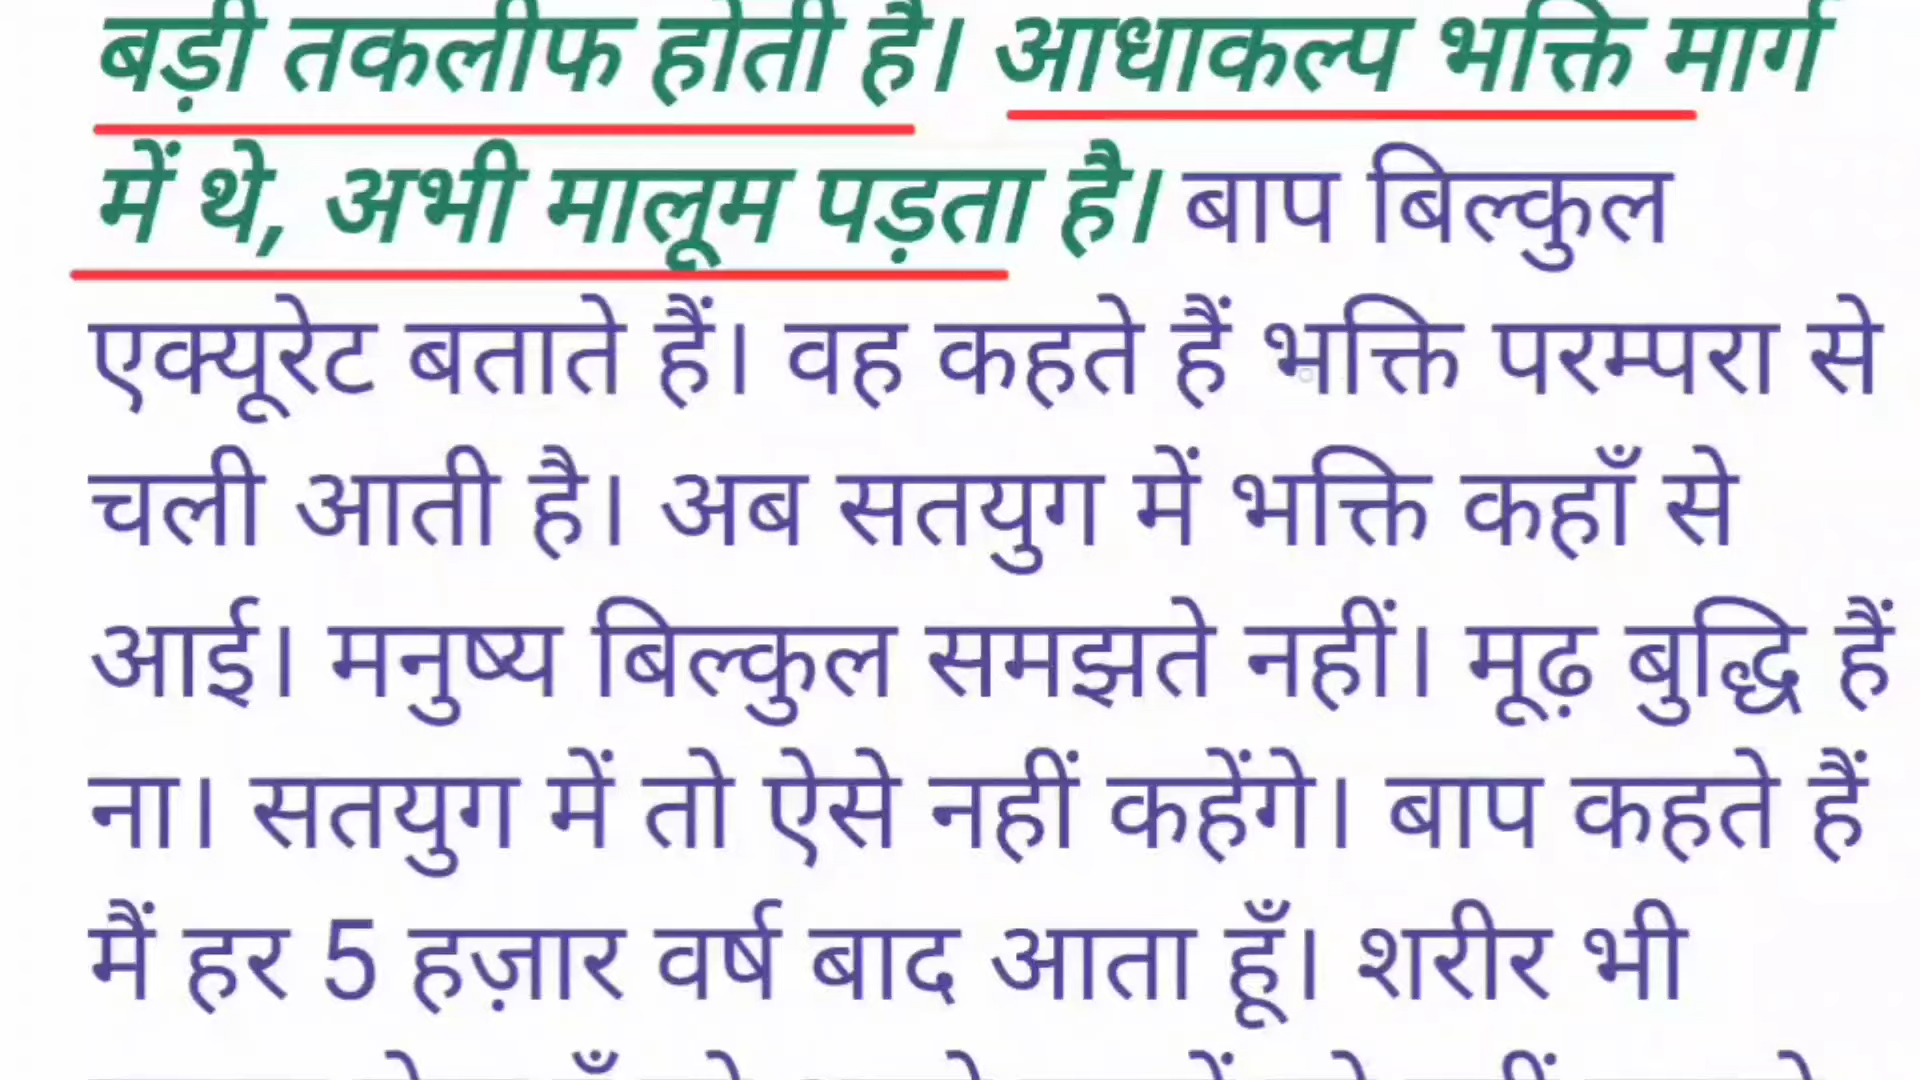 बड़ी तकलीफ होती है। आधाकल्प भक्ति मार्ग
में थे, अभी मालूम पड़ता है। बाप बिल्कुल
एक्यूरेट बताते हैं। वह कहते हैं भक्ति परम्परा से
चली आती है। अब सतयुग में भक्ति कहाँ से
आई। मनुष्य बिल्कुल समझते नहीं। मूढ़ बुद्धि हैं
ना। सतयुग में तो ऐसे नहीं कहेंगे। बाप कहते हैं
मैं हर 5 हज़ार वर्ष बाद आता हूँ। शरीर भी